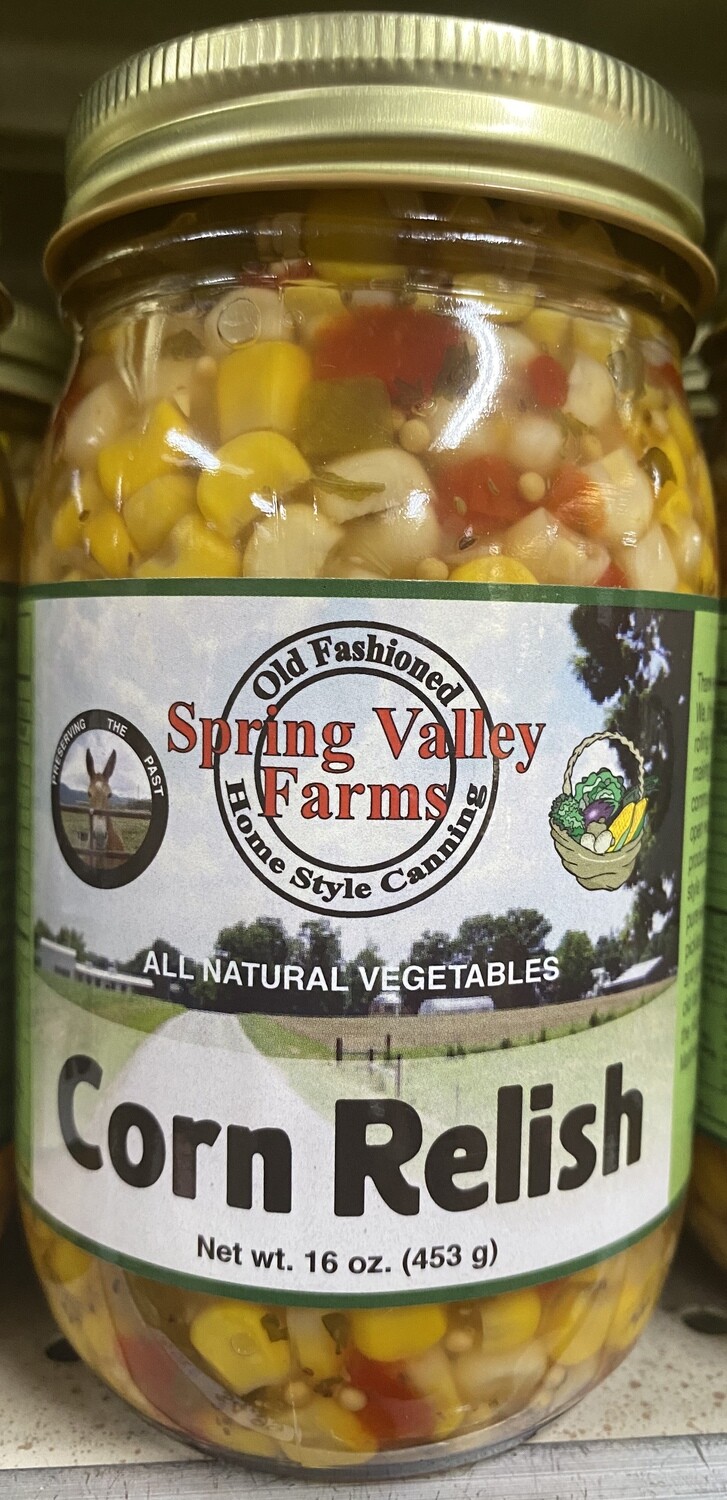 Old Fashioned
Spring Valley
Farms
Home Style Canning
PRESERVING THE PAST
ALL NATURAL VEGETABLES
Corn Relish
Net wt. 16 oz. (453 g)